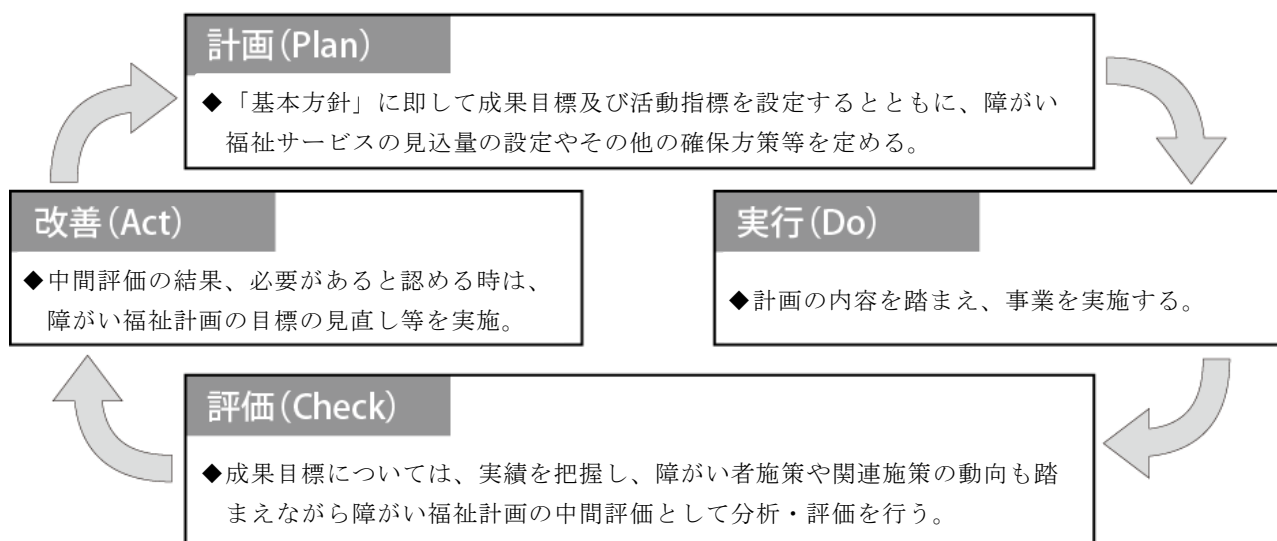 計画(Plan)
◆「基本方針」に即して成果目標及び活動指標を設定するとともに、障がい
福祉サービスの見込量の設定やその他の確保方策等を定める。
改善(Act)
◆中間評価の結果、必要があると認める時は、
障がい福祉計画の目標の見直し等を実施。
実行(Do)
◆計画の内容を踏まえ、事業を実施する。
評価(Check)
◆成果目標については、実績を把握し、障がい者施策や関連施策の動向も踏
まえながら障がい福祉計画の中間評価として分析・評価を行う。